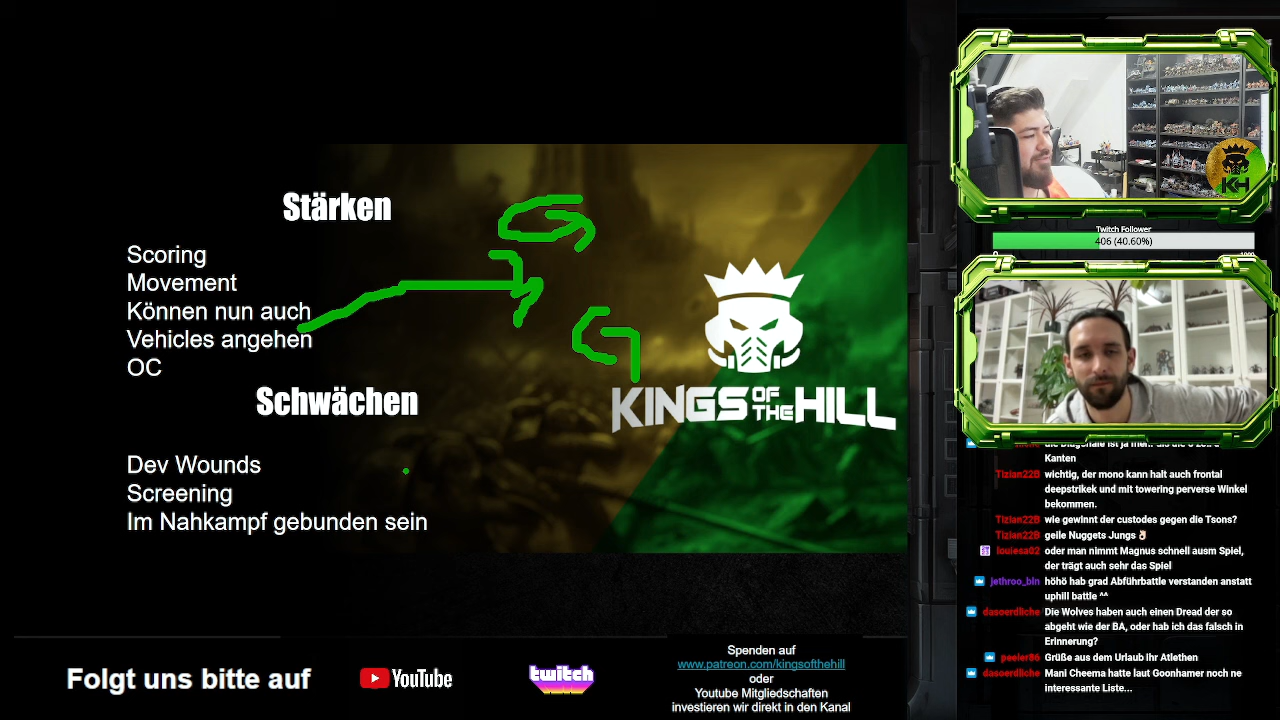 Stärken
Scoring
Movement
Können nun auch
Vehicles angehen
OC
Schwächen
Dev Wounds
Screening
Im Nahkampf gebunden sein
KINGS OF THE HILL
Folgt uns bitte auf
YouTube
twitch
Spenden auf
www.patreon.com/kingsofthehill
oder
Youtube Mitgliedschaften
investieren wir direkt in den Kanal
KH
Twitch Follower
406 (40.60%)
0
1000
Kanten
Tizian22B wichtig, der mono kann halt auch frontal
deepstrikek und mit towering perverse Winkel
bekommen.
Tizian22B wie gewinnt der custodes gegen die Tsons?
Tizian22B geile Nuggets Jungs
louiesa02 oder man nimmt Magnus schnell ausm Spiel,
der trägt auch sehr das Spiel
jethroo_bin höhö hab grad Abführbattle verstanden anstatt
uphill battle ^^
dasoerdliche Die Wolves haben auch einen Dread der so
abgeht wie der BA, oder hab ich das falsch in
Erinnerung?
peeler86 Grüße aus dem Urlaub ihr Atlethen
dasoerdliche Mani Cheema hatte laut Goonhamer noch ne
interessante Liste...